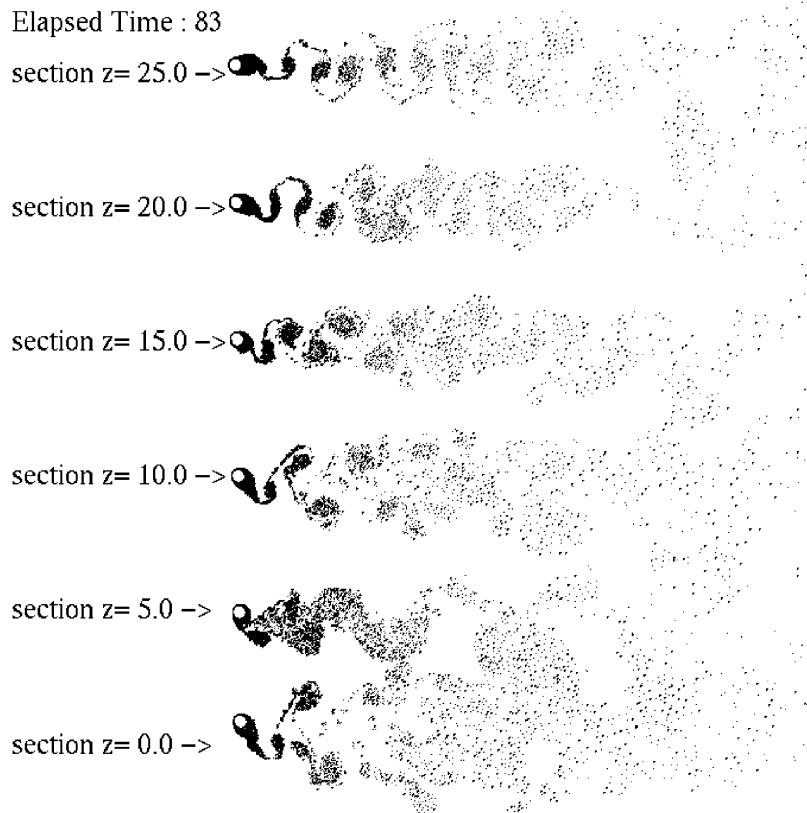 Elapsed Time : 83
section z= 25.0 −>
section z= 20.0 −>
section z= 15.0 −>
section z= 10.0 −>
section z= 5.0 −>
section z= 0.0 −>